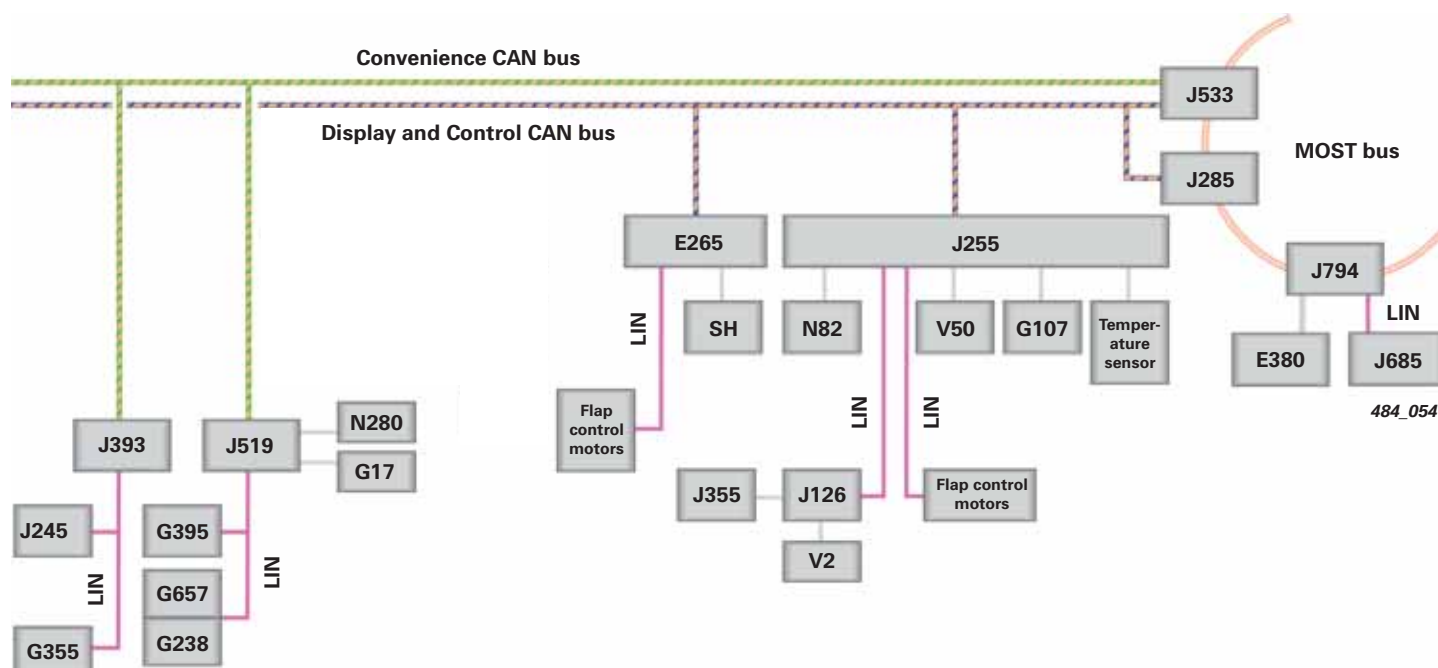 Convenience CAN bus
J533
Display and Control CAN bus
MOST bus
J285
E265
J255
J794
LIN
SH
N82
V50
G107
Temper-
ature
sensor
LIN
E380
J685
484_054
Flap
control
motors
LIN
LIN
N280
J393
J519
G17
J355
J126
Flap control
motors
J245
G395
V2
LIN
LIN
G657
G355
G238